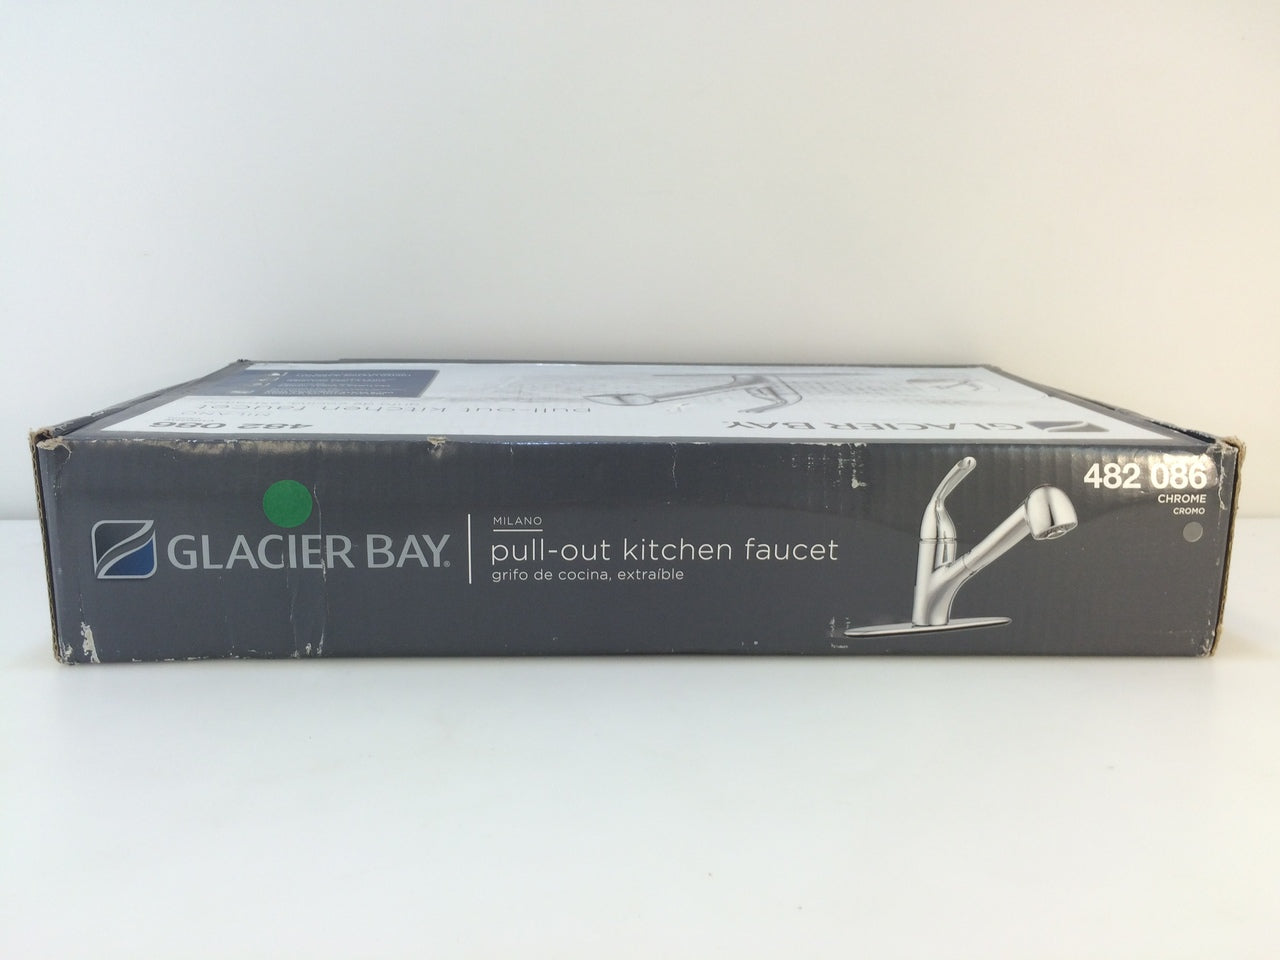 482 086
MILANO
pull-out kitchen faucet
GLACIER BAY
482 086
CHROME
CROMO
GLACIER BAY®
MILANO
pull-out kitchen faucet
grifo de cocina, extraíble